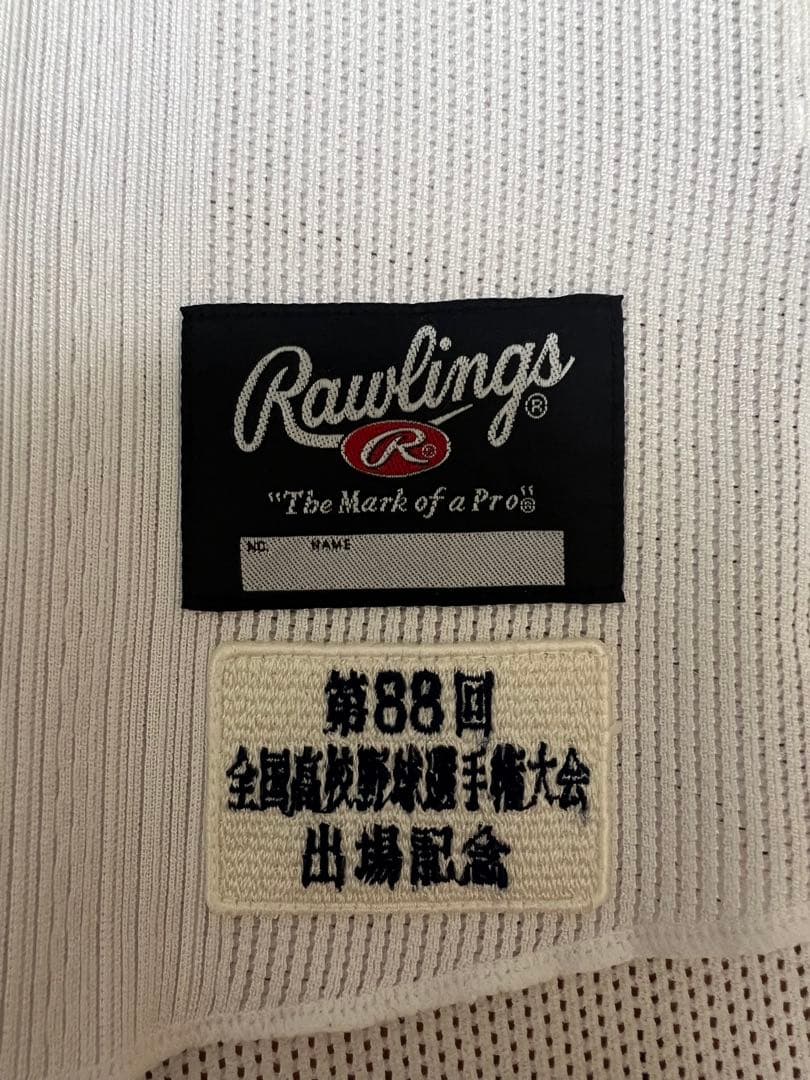 Rawlings®
R®
"The Mark of a Pro"®
NO. NAME
第88回
全国高校野球選手権大会
出場記念